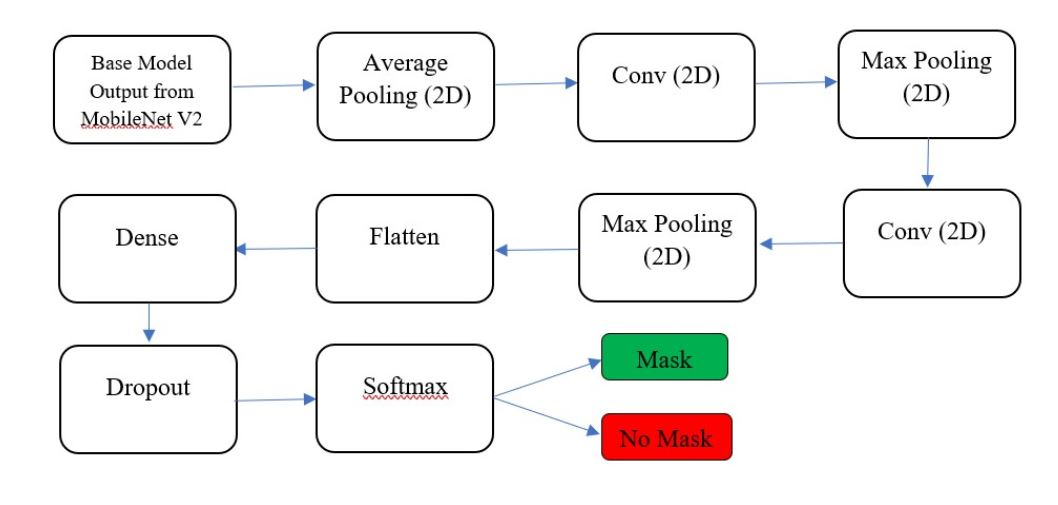 Base Model
Output from
MobileNet V2
Average
Pooling (2D)
Conv (2D)
Max Pooling
(2D)
Conv (2D)
Max Pooling
(2D)
Flatten
Dense
Dropout
Softmax
Mask
No Mask